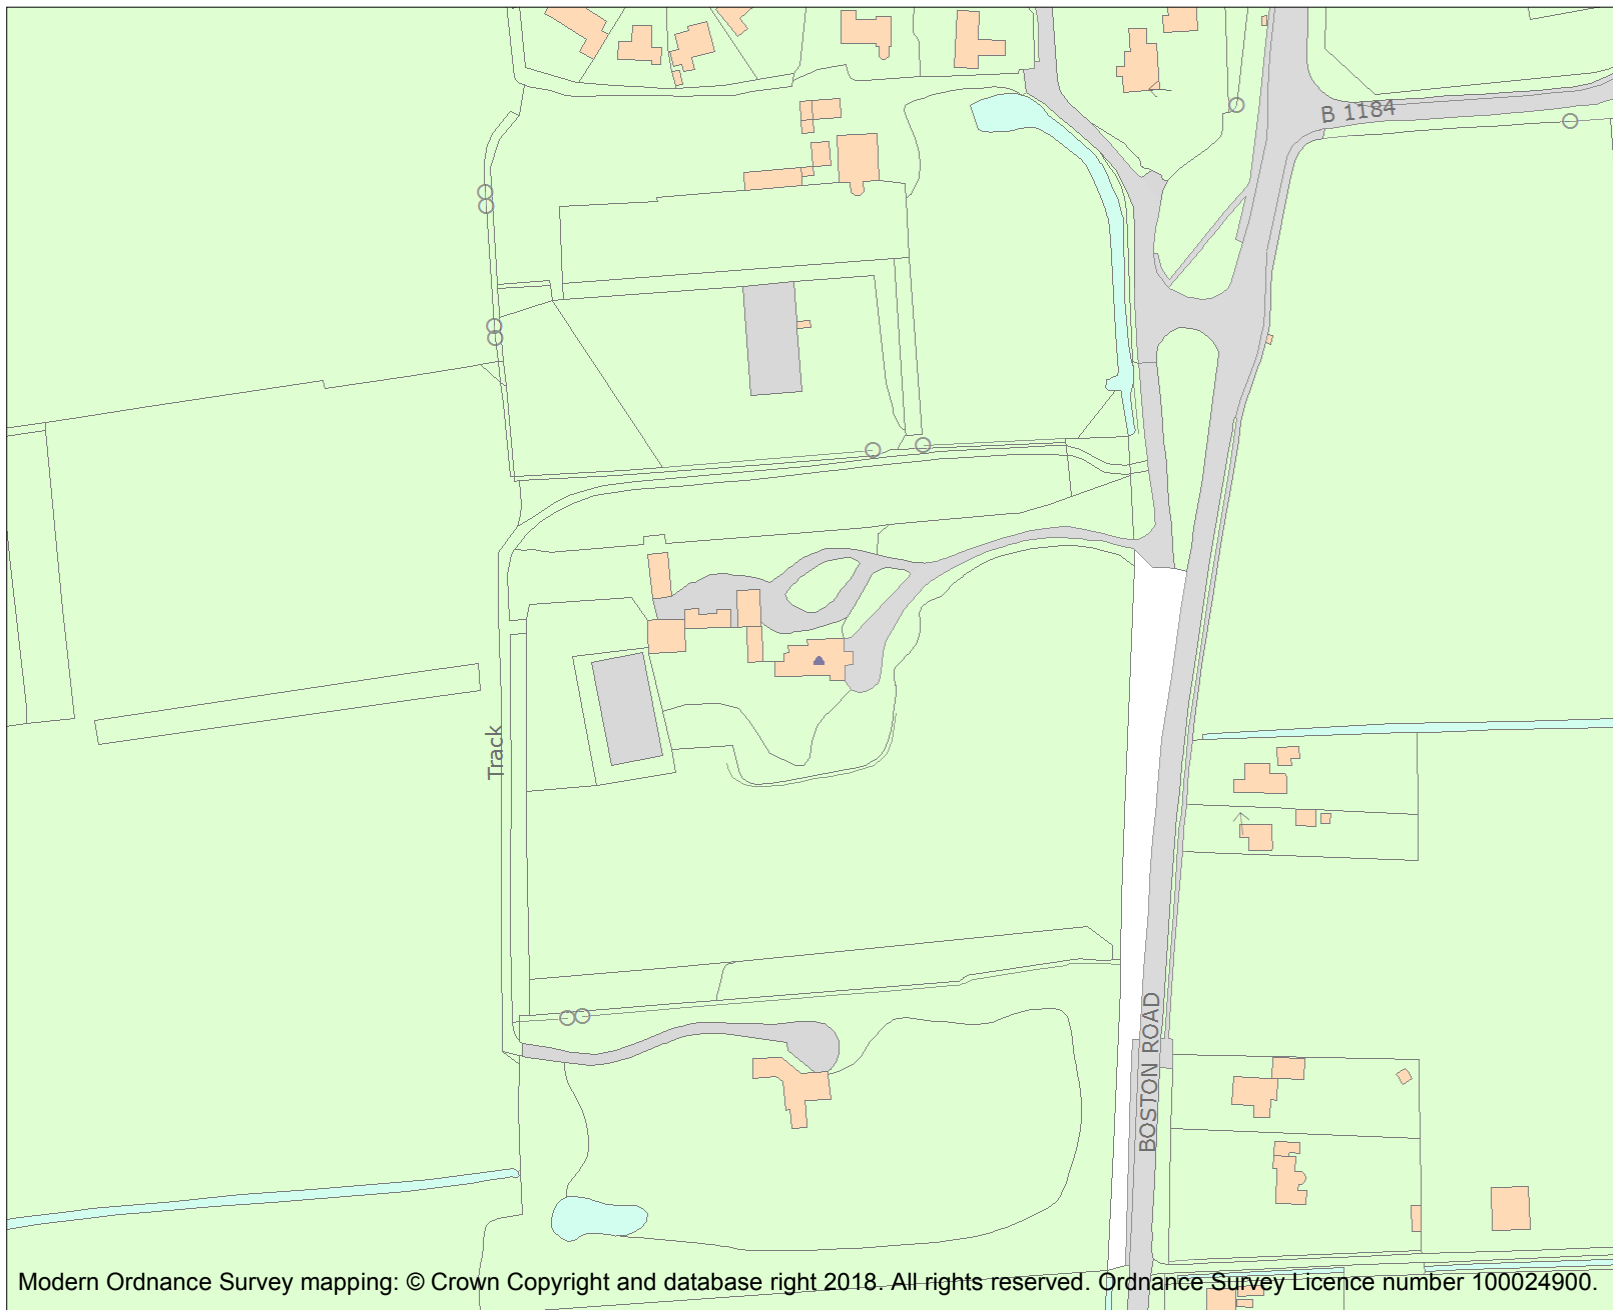 B 1184
Track
BOSTON ROAD
Modern Ordnance Survey mapping: © Crown Copyright and database right 2018. All rights reserved. Ordnance Survey Licence number 100024900.